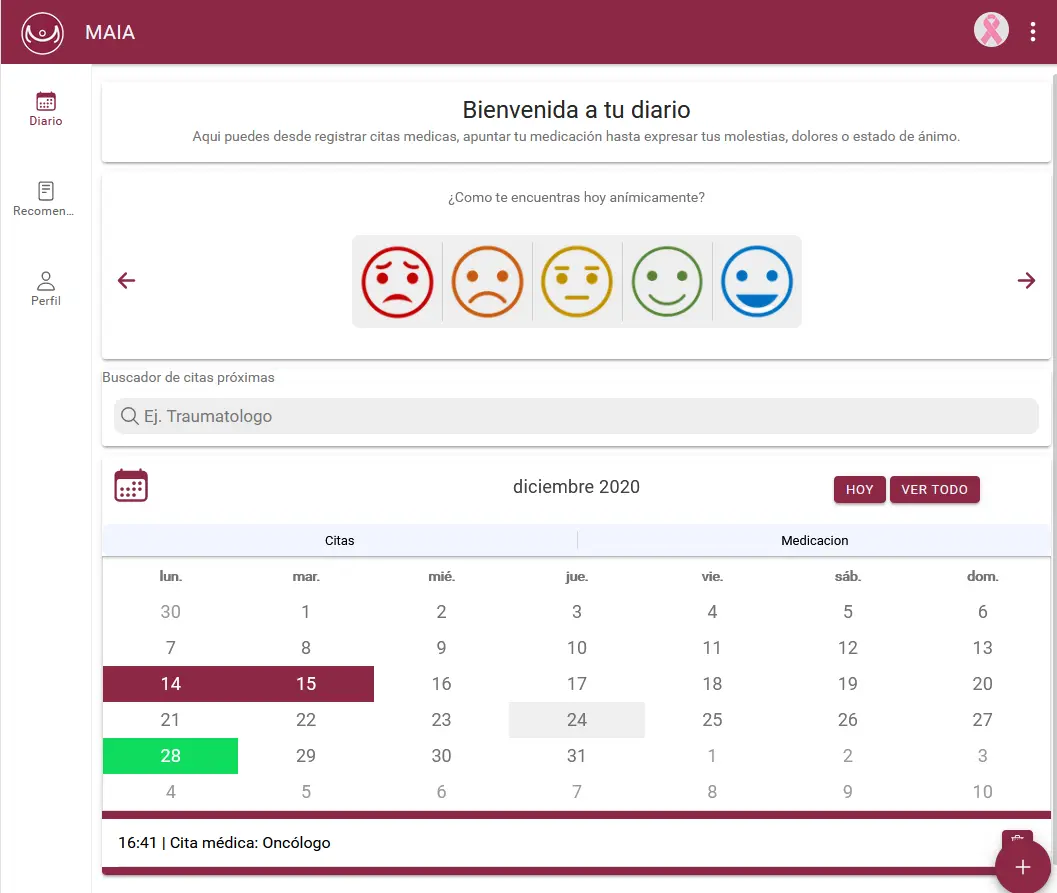 MAIA
Diario
Recomen...
Perfil
Bienvenida a tu diario
Aqui puedes desde registrar citas medicas, apuntar tu medicación hasta expresar tus molestias, dolores o estado de ánimo.
¿Como te encuentras hoy anímicamente?
Buscador de citas próximas
Ej. Traumatologo
diciembre 2020
HOY
VER TODO
Citas
Medicacion
lun. mar. mié. jue. vie. sáb. dom.
30 1 2 3 4 5 6
7 8 9 10 11 12 13
14 15 16 17 18 19 20
21 22 23 24 25 26 27
28 29 30 31 1 2 3
4 5 6 7 8 9 10
16:41 | Cita médica: Oncólogo
+